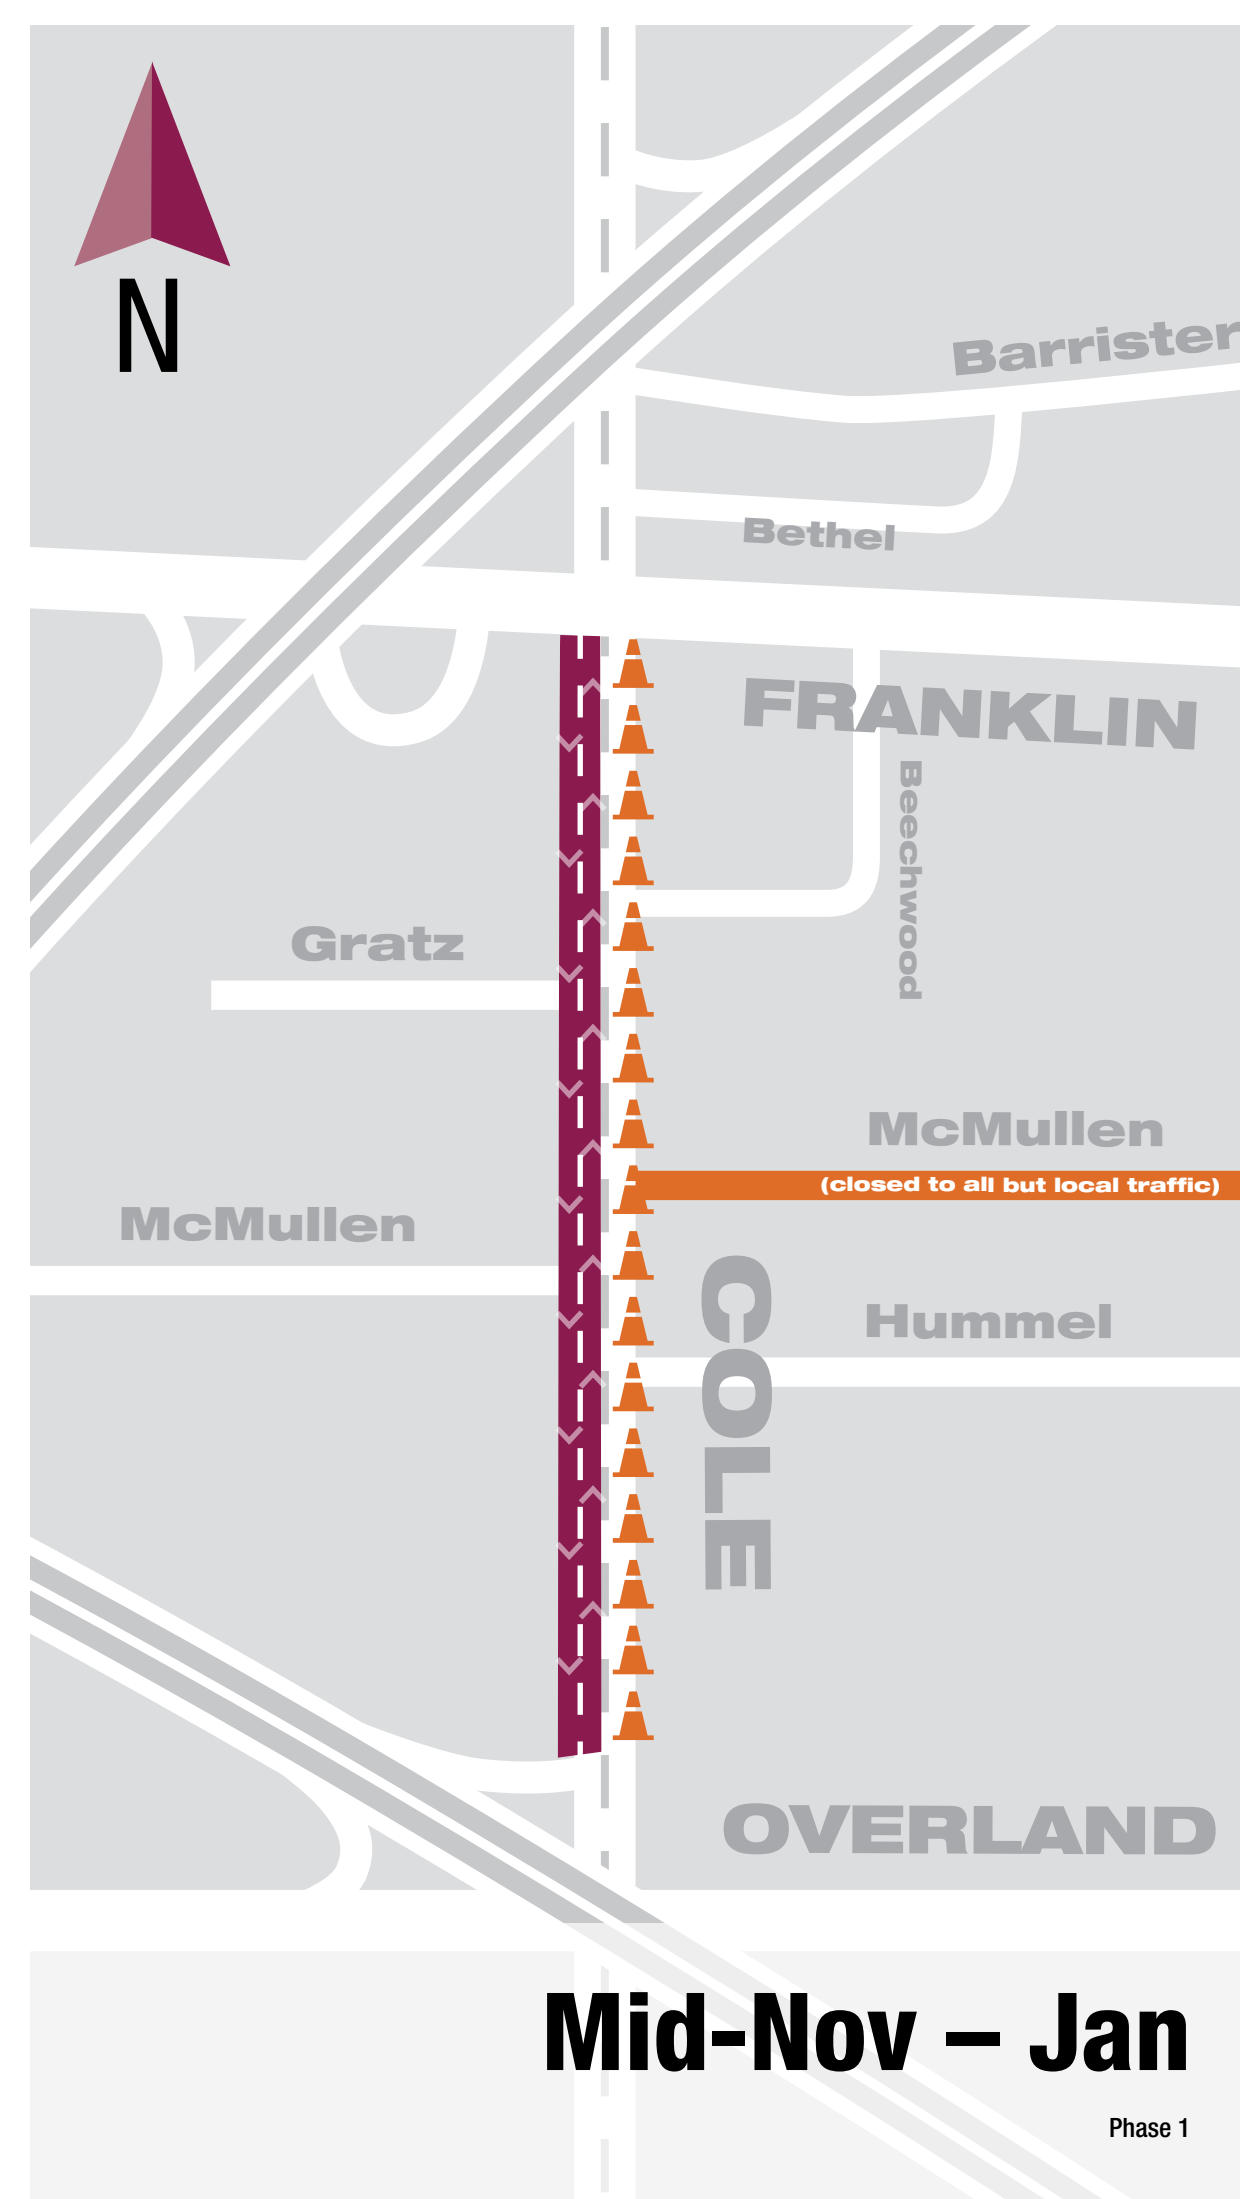 N
Barrister
Bethel
FRANKLIN
Beechwood
Gratz
McMullen
(closed to all but local traffic)
McMullen
COLE
Hummel
OVERLAND
Mid-Nov – Jan
Phase 1